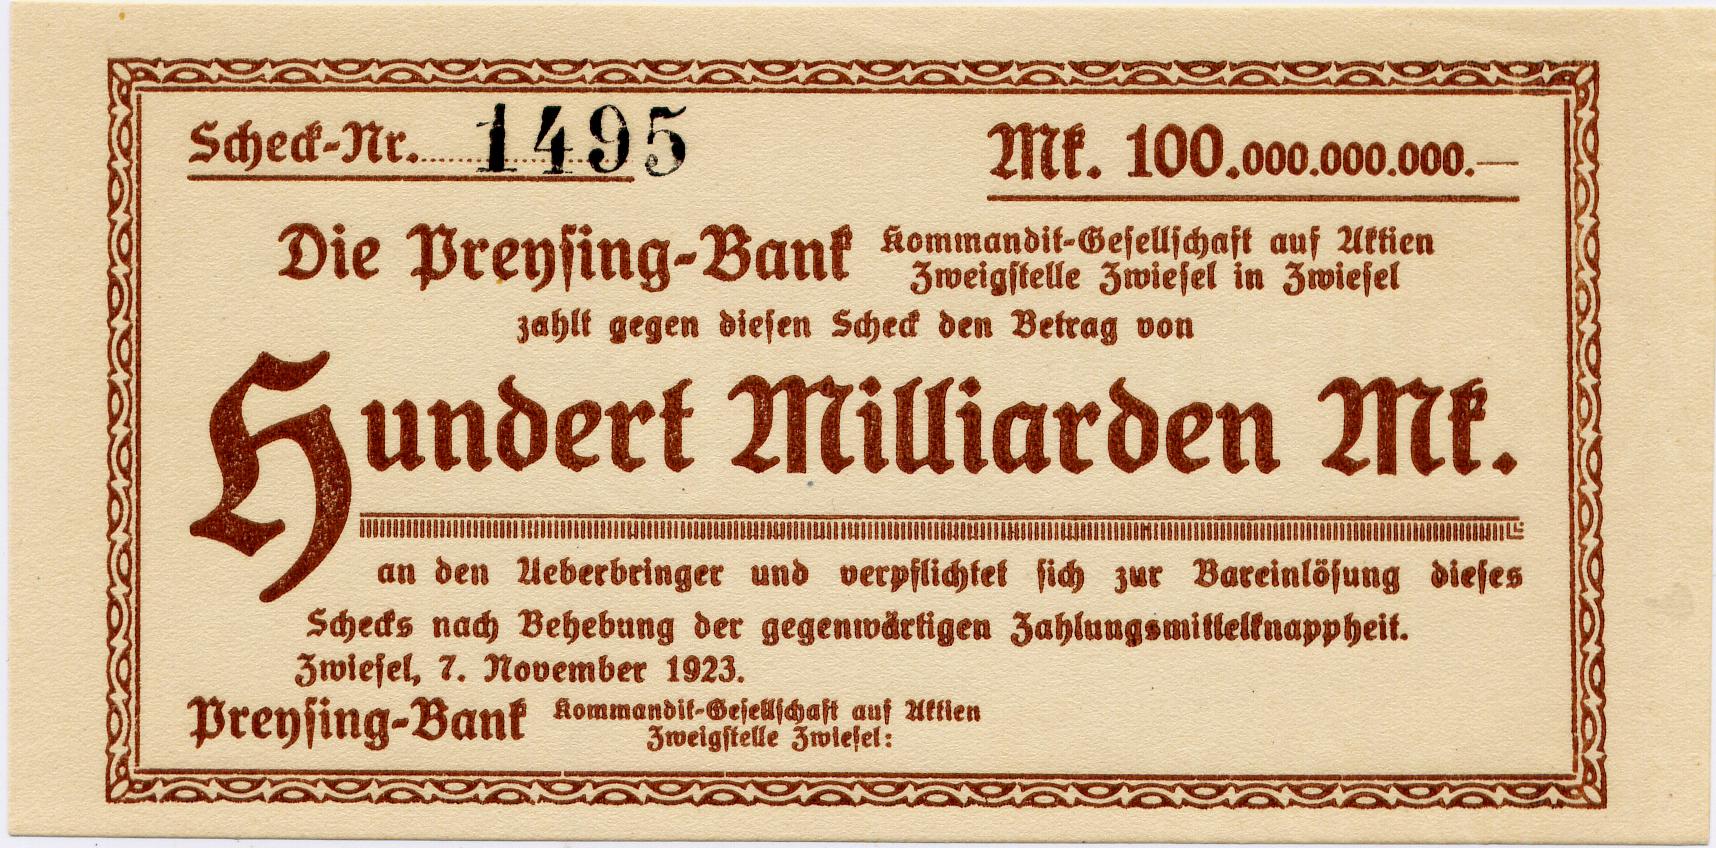 Scheck-Nr. 1495
Mk. 100.000.000.000.—
Die Preysing-Bank Kommandit-Gesellschaft auf Aktien
Zweigstelle Zwiesel in Zwiesel
zahlt gegen diesen Scheck den Betrag von
Hundert Milliarden Mk.
an den Ueberbringer und verpflichtet sich zur Bareinlösung dieses
Schecks nach Behebung der gegenwärtigen Zahlungsmittelknappheit.
Zwiesel, 7. November 1923.
Preysing-Bank Kommandit-Gesellschaft auf Aktien
Zweigstelle Zwiesel: